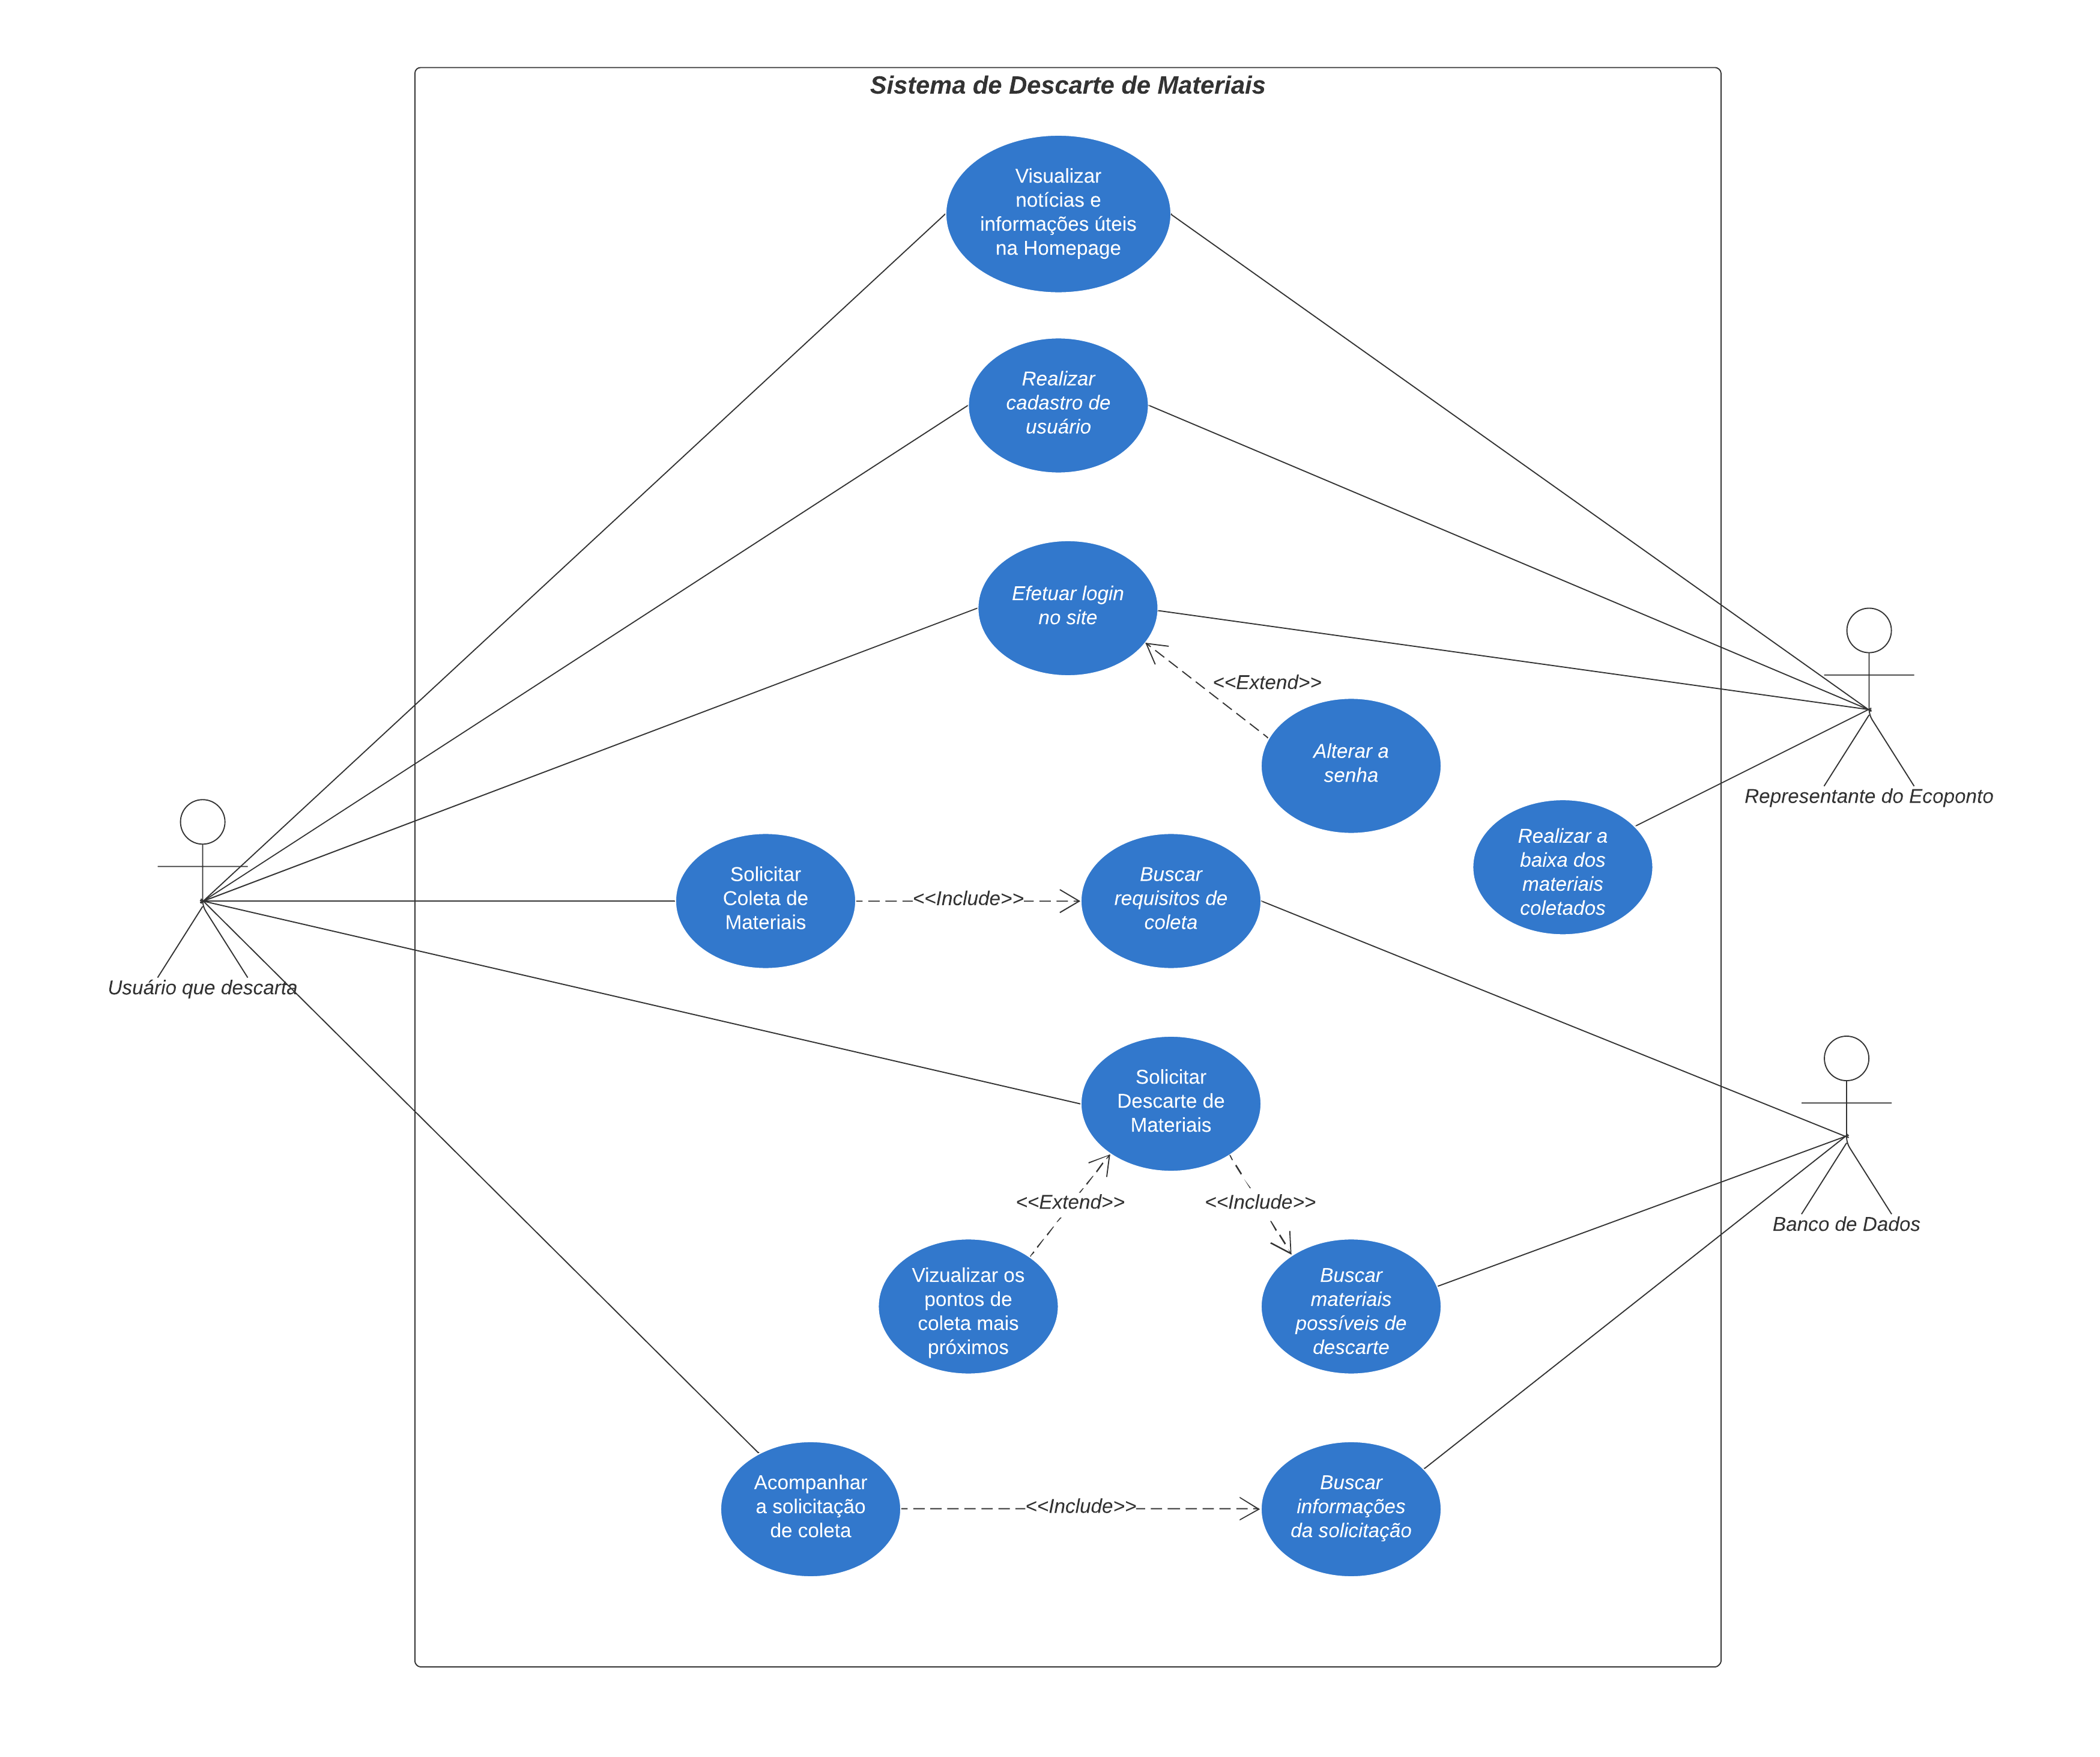 Sistema de Descarte de Materiais
Visualizar
notícias e
informações úteis
na Homepage
Realizar
cadastro de
usuário
Efetuar login
no site
<<Extend>>
Alterar a
senha
Representante do Ecoponto
Realizar a
baixa dos
materiais
coletados
Solicitar
Coleta de
Materiais
<<Include>>
Buscar
requisitos de
coleta
Usuário que descarta
Solicitar
Descarte de
Materiais
<<Extend>>
<<Include>>
Banco de Dados
Vizualizar os
pontos de
coleta mais
próximos
Buscar
materiais
possíveis de
descarte
Acompanhar
a solicitação
de coleta
<<Include>>
Buscar
informações
da solicitação